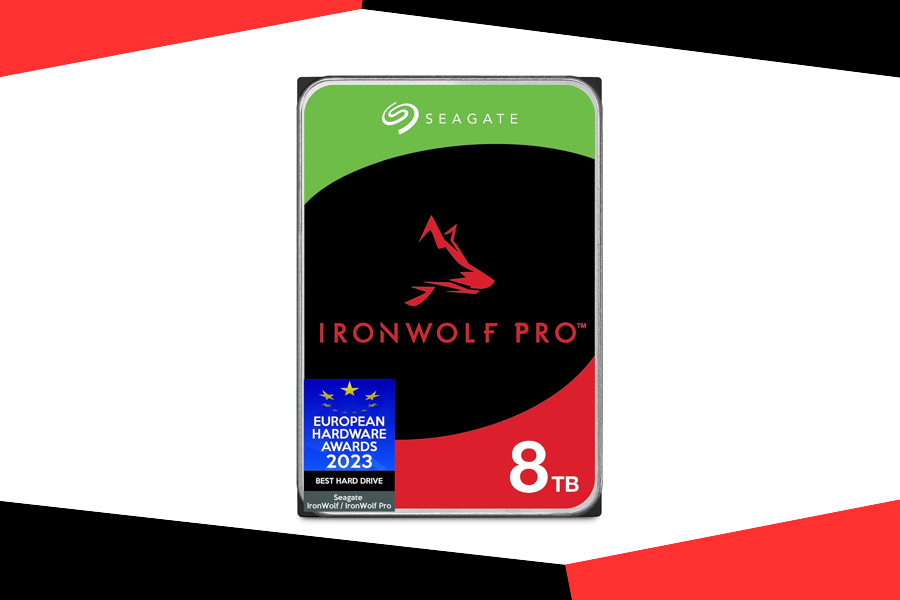 SEAGATE
IRONWOLF PRO™
EUROPEAN
HARDWARE
AWARDS
2023
BEST HARD DRIVE
Seagate
IronWolf / IronWolf Pro
8TB